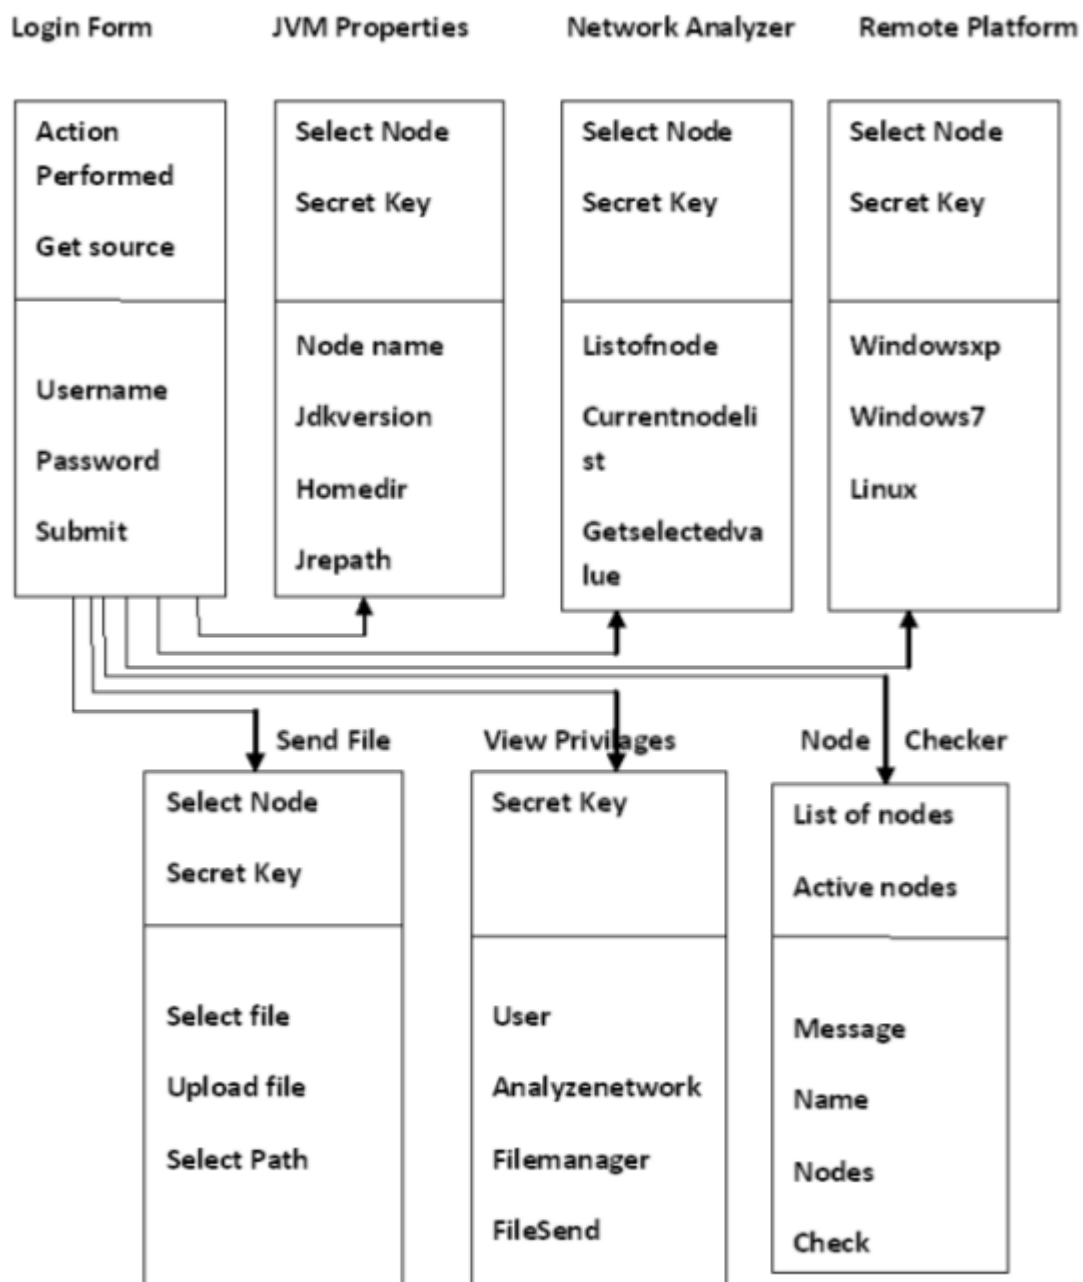 Login Form
JVM Properties
Network Analyzer
Remote Platform
Action
Performed
Get source
Username
Password
Submit
Select Node
Secret Key
Node name
Jdkversion
Homedir
Jrepath
Select Node
Secret Key
Listofnode
Currentnodeli
st
Getselectedva
lue
Select Node
Secret Key
Windowsxp
Windows7
Linux
Send File
View Privilages
Node Checker
Select Node
Secret Key
Select file
Upload file
Select Path
Secret Key
User
Analyzenetwork
Filemanager
FileSend
List of nodes
Active nodes
Message
Name
Nodes
Check